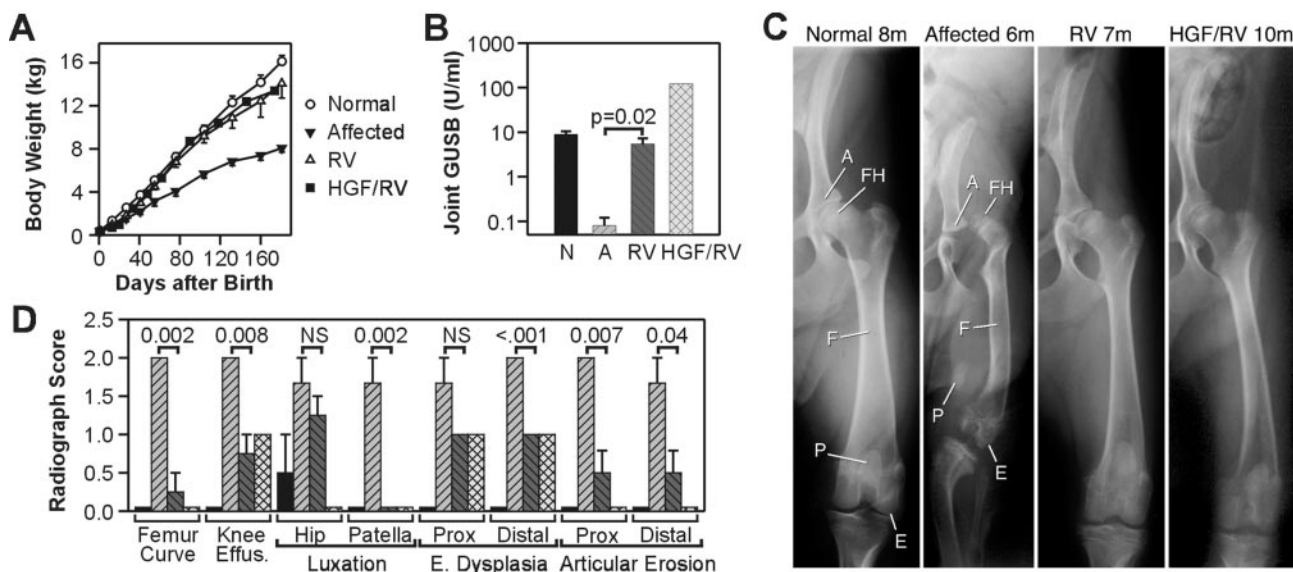 A
Body Weight (kg)
16
12
8
4
0
0 40 80 120 160
Days after Birth
Normal
Affected
RV
HGF/RV
B
Joint GUSB (U/ml)
1000
100
10
1
0.1
p=0.02
N A RV HGF/RV
C
Normal 8m Affected 6m RV 7m HGF/RV 10m
A
FH
F
P
E
A
FH
F
P
E
D
Radiograph Score
2.5
2.0
1.5
1.0
0.5
0.0
0.002 0.008 NS 0.002 NS <.001 0.007 0.04
Femur Knee Hip Patella Prox Distal Prox Distal
Curve Effus. Luxation E. Dysplasia Articular Erosion